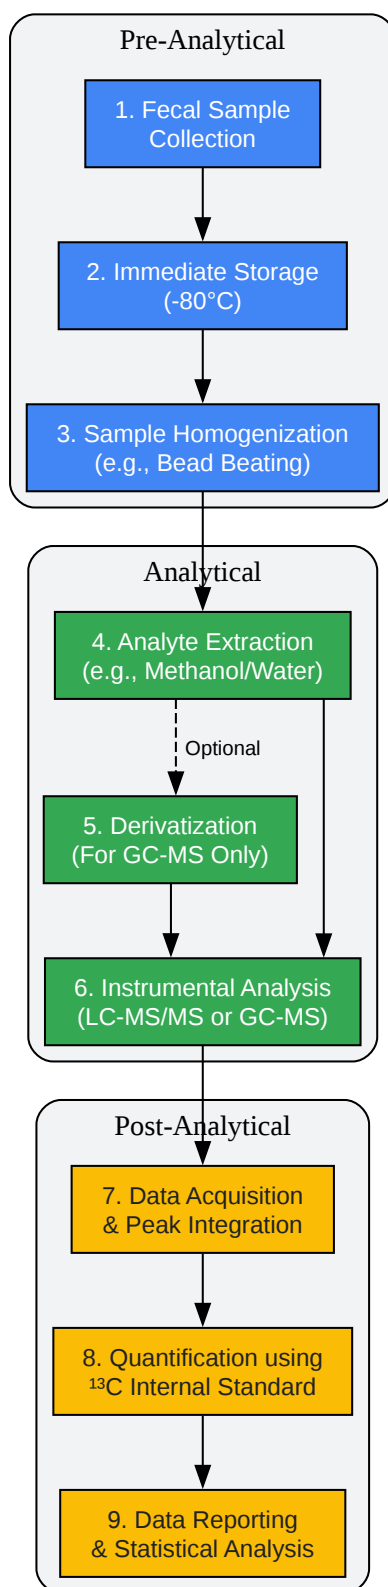 Pre-Analytical
1. Fecal Sample
Collection
2. Immediate Storage
(-80°C)
3. Sample Homogenization
(e.g., Bead Beating)
Analytical
4. Analyte Extraction
(e.g., Methanol/Water)
Optional
5. Derivatization
(For GC-MS Only)
6. Instrumental Analysis
(LC-MS/MS or GC-MS)
Post-Analytical
7. Data Acquisition
& Peak Integration
8. Quantification using
¹³C Internal Standard
9. Data Reporting
& Statistical Analysis